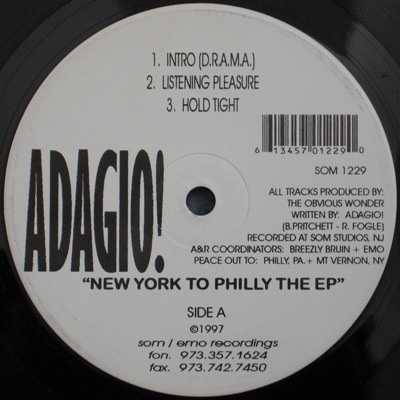 1. INTRO (D.R.A.M.A.)
2. LISTENING PLEASURE
3. HOLD TIGHT
6 13457 01229 0
SOM 1229
ADAGIO!
ALL TRACKS PRODUCED BY:
THE OBVIOUS WONDER
WRITTEN BY: ADAGIO!
(B.PRITCHETT - R. FOGLE)
RECORDED AT SOM STUDIOS, NJ
A&R COORDINATORS: BREEZLY BRUIN + EMO
PEACE OUT TO: PHILLY, PA.+ MT VERNON, NY
"NEW YORK TO PHILLY THE EP"
SIDE A
©1997
som / emo recordings
fon. 973.357.1624
fax. 973.742.7450